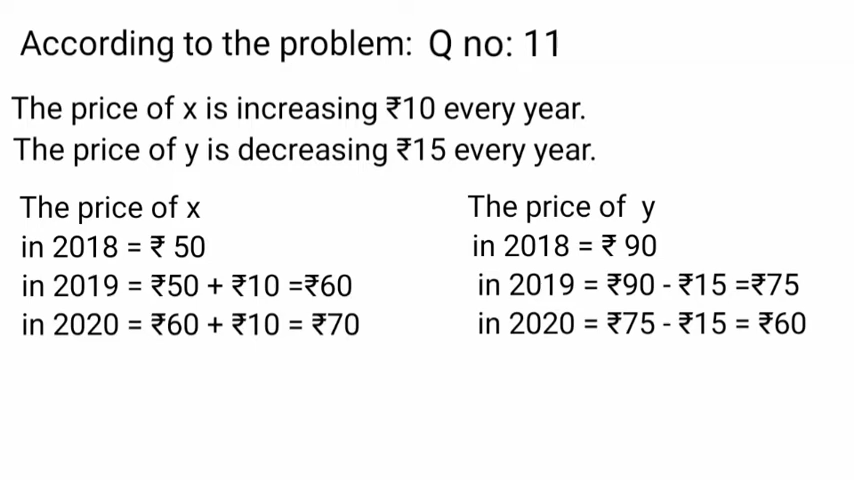 According to the problem: Q no: 11
The price of x is increasing ₹10 every year.
The price of y is decreasing ₹15 every year.
The price of x
in 2018 = ₹ 50
in 2019 = ₹50 + ₹10 =₹60
in 2020 = ₹60 + ₹10 = ₹70
The price of y
in 2018 = ₹ 90
in 2019 = ₹90 - ₹15 =₹75
in 2020 = ₹75 - ₹15 = ₹60